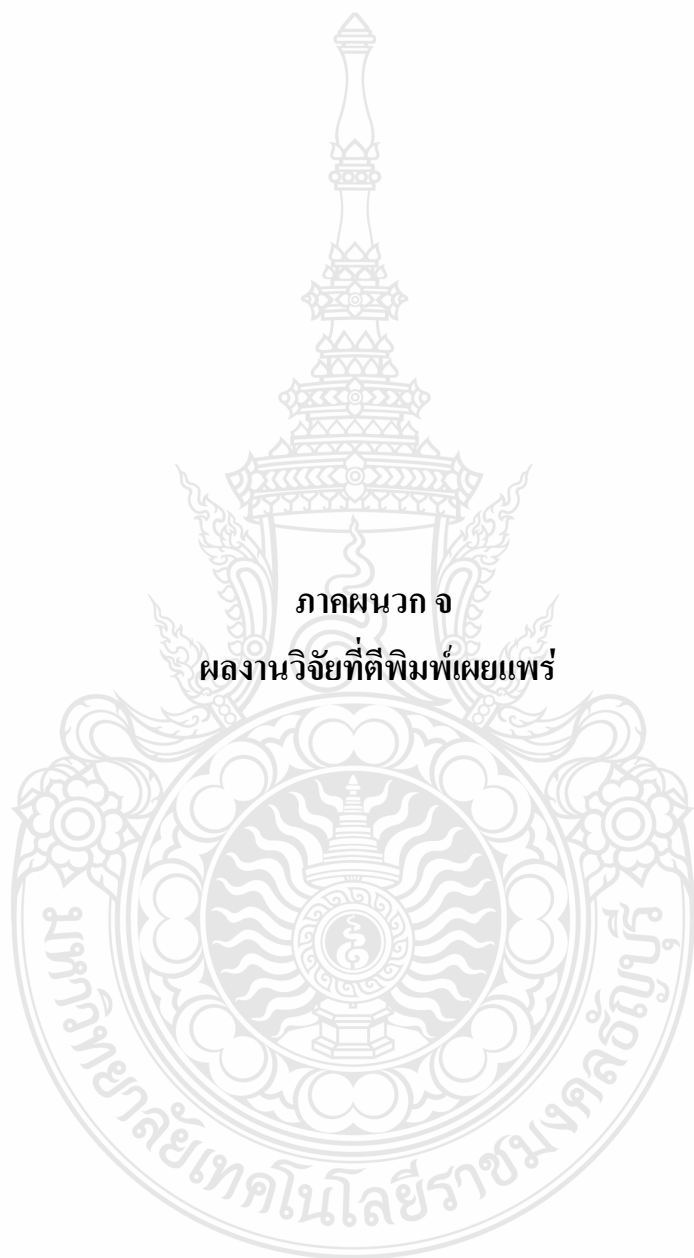 ภาคผนวก จ
ผลงานวิจัยที่ตีพิมพ์เผยแพร่
มหาวิทยาลัยเทคโนโลยีราชมงคลธัญบุรี